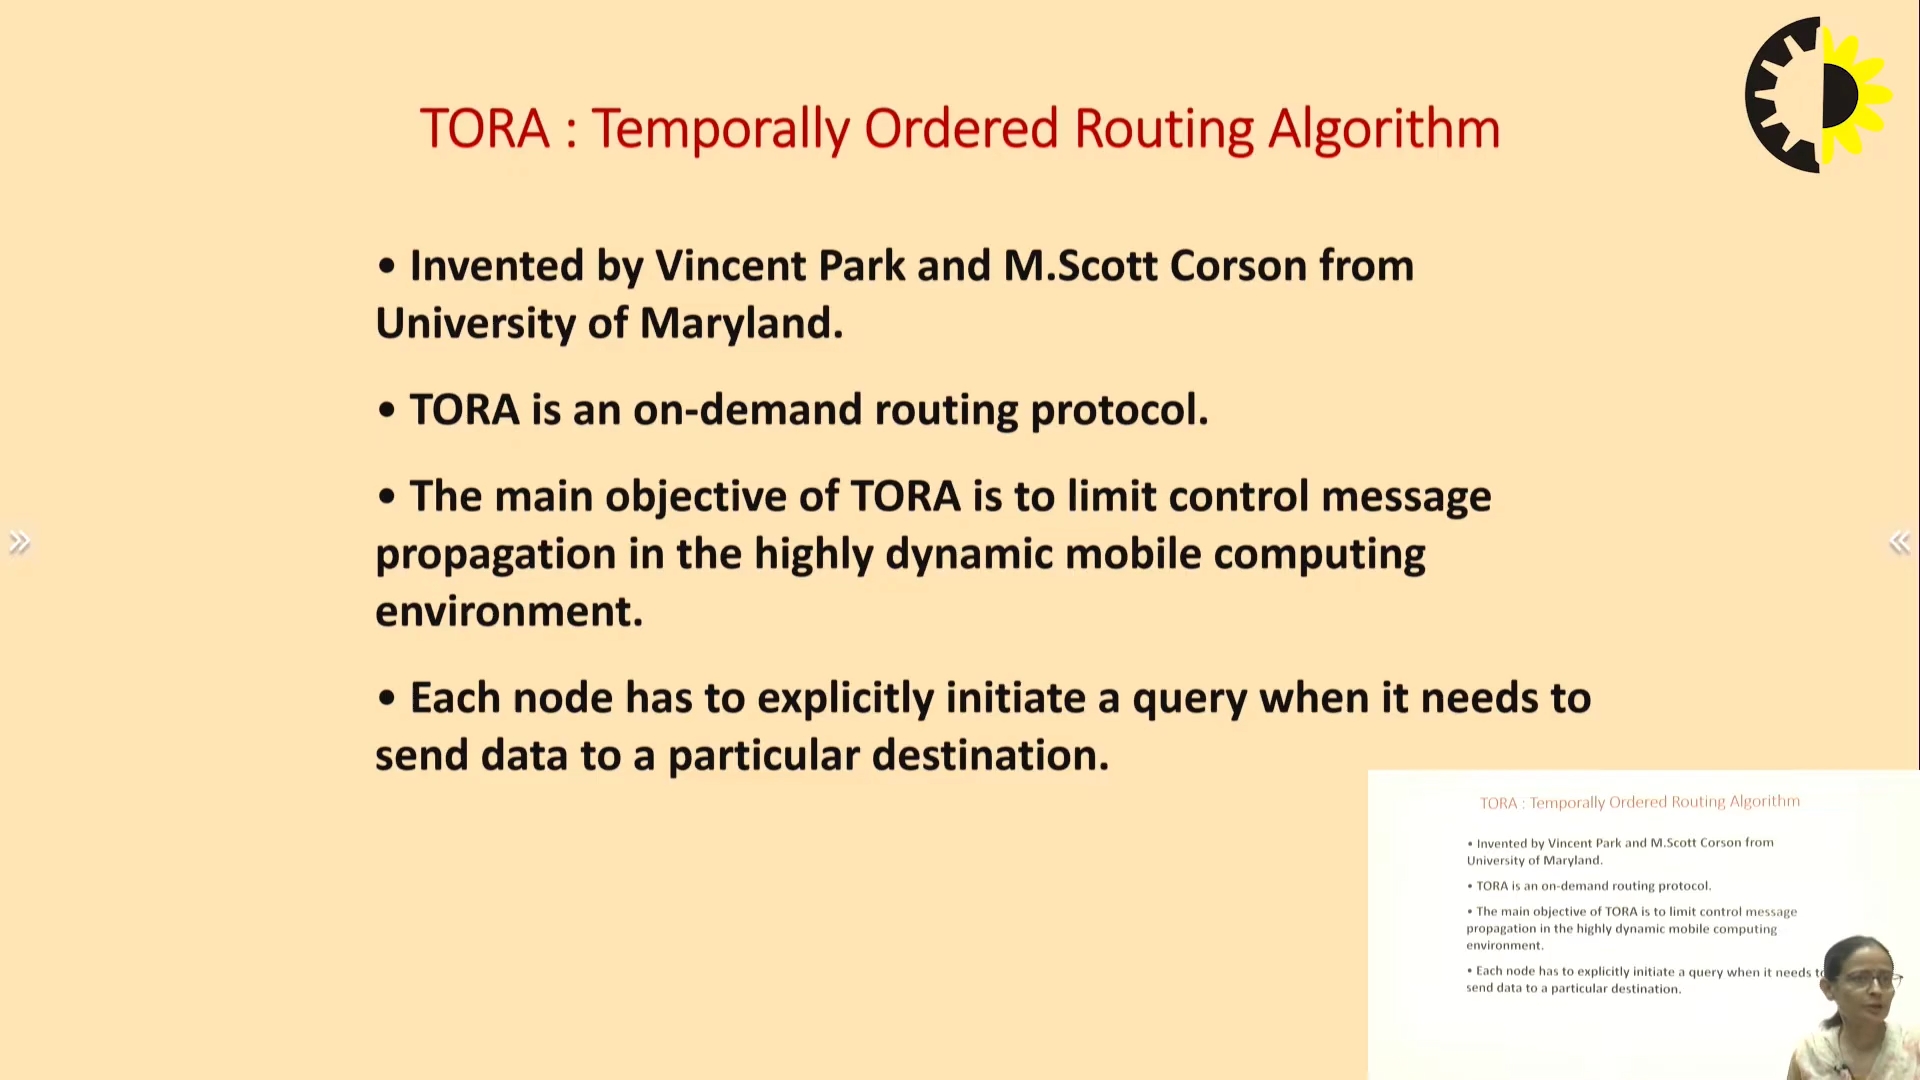 TORA : Temporally Ordered Routing Algorithm
• Invented by Vincent Park and M.Scott Corson from
University of Maryland.
• TORA is an on-demand routing protocol.
• The main objective of TORA is to limit control message
propagation in the highly dynamic mobile computing
environment.
• Each node has to explicitly initiate a query when it needs to
send data to a particular destination.
TORA : Temporally Ordered Routing Algorithm
• Invented by Vincent Park and M.Scott Corson from
University of Maryland.
• TORA is an on-demand routing protocol.
• The main objective of TORA is to limit control message
propagation in the highly dynamic mobile computing
environment.
• Each node has to explicitly initiate a query when it needs to
send data to a particular destination.